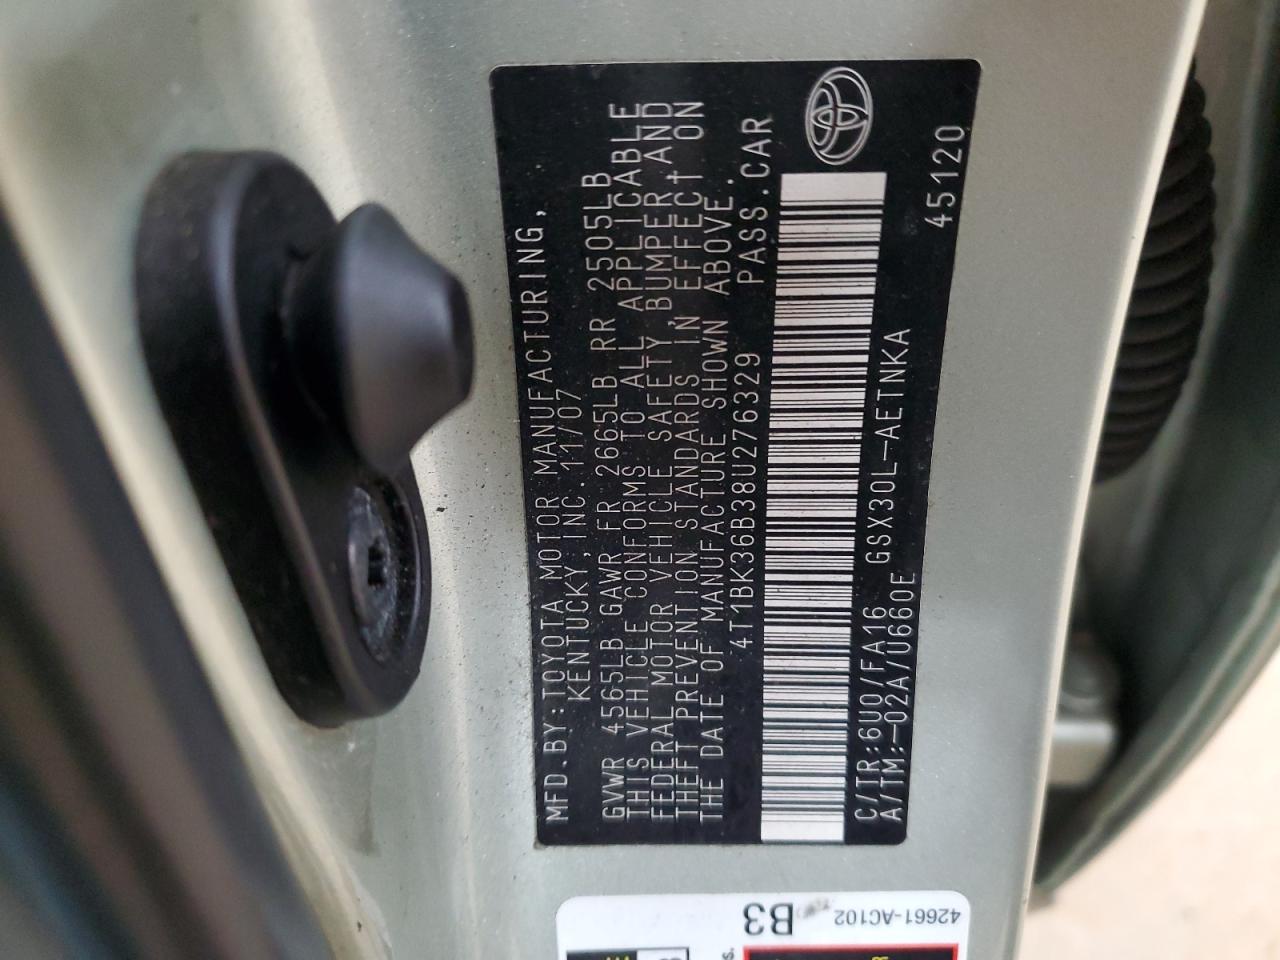 MFD.BY:TOYOTA MOTOR MANUFACTURING,
KENTUCKY,INC.11/07
GVWR 4565LB GAWR FR 2665LB RR 2505LB
THIS VEHICLE CONFORMS TO ALL APPLICABLE
FEDERAL MOTOR VEHICLE SAFETY,BUMPER,AND
THEFT PREVENTION STANDARDS IN EFFECT ON
THE DATE OF MANUFACTURE SHOWN ABOVE.
4T1BK36B38U276329 PASS.CAR
C/TR:6U0/FA16 GSX30L-AETNKA
A/TM:-02A/U660E 45120
42661-AC102
B3